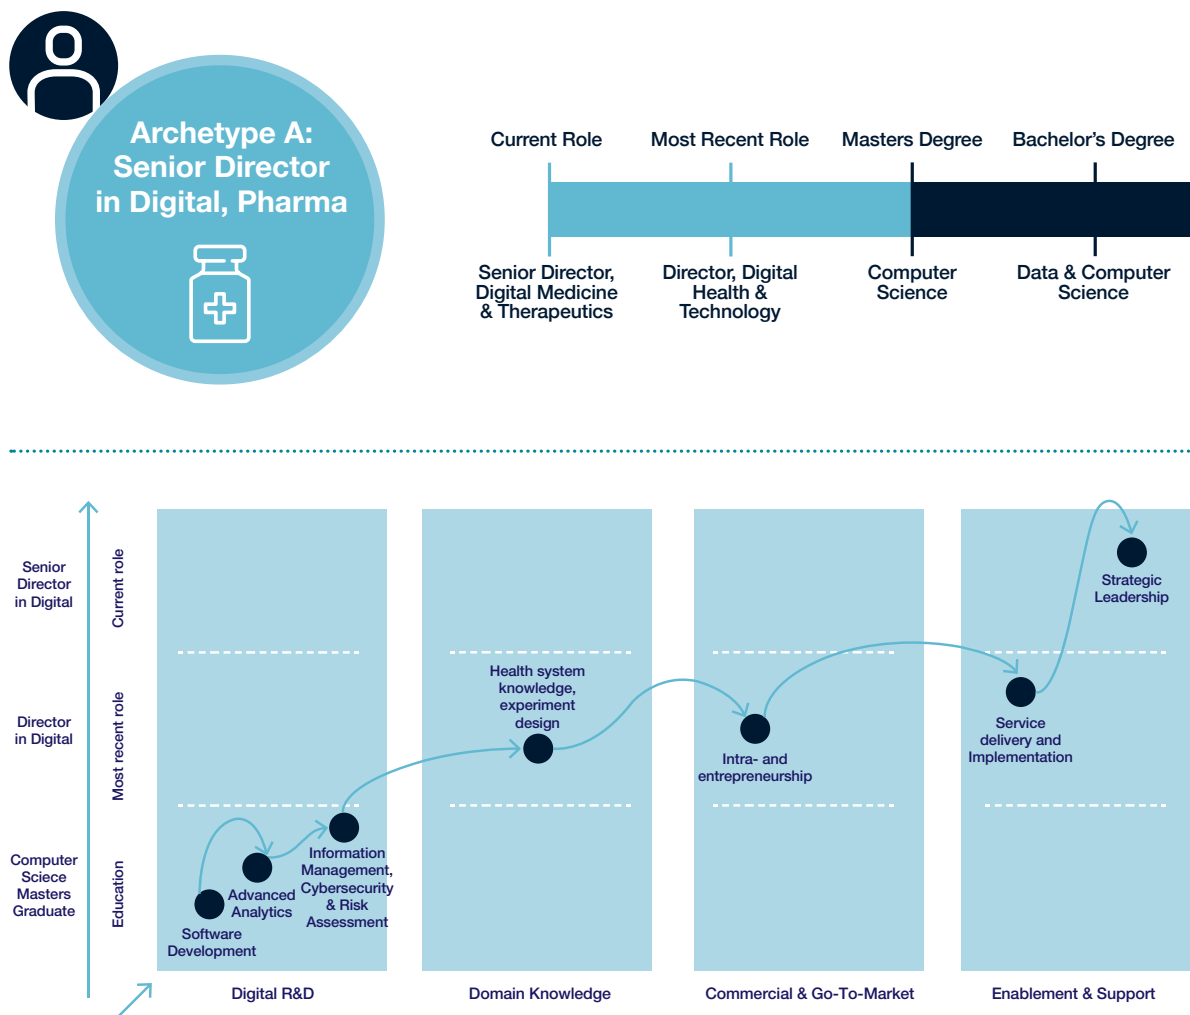 Archetype A:
Senior Director
in Digital, Pharma
Current Role
Most Recent Role
Masters Degree
Bachelor's Degree
Senior Director,
Digital Medicine
& Therapeutics
Director, Digital
Health &
Technology
Computer
Science
Data & Computer
Science
Senior
Director
in Digital
Current role
Director
in Digital
Most recent role
Computer
Sciece
Masters
Graduate
Education
Software
Development
Advanced
Analytics
Information
Management,
Cybersecurity
& Risk
Assessment
Health system
knowledge,
experiment
design
Intra- and
entrepreneurship
Service
delivery and
Implementation
Strategic
Leadership
Digital R&D
Domain Knowledge
Commercial & Go-To-Market
Enablement & Support